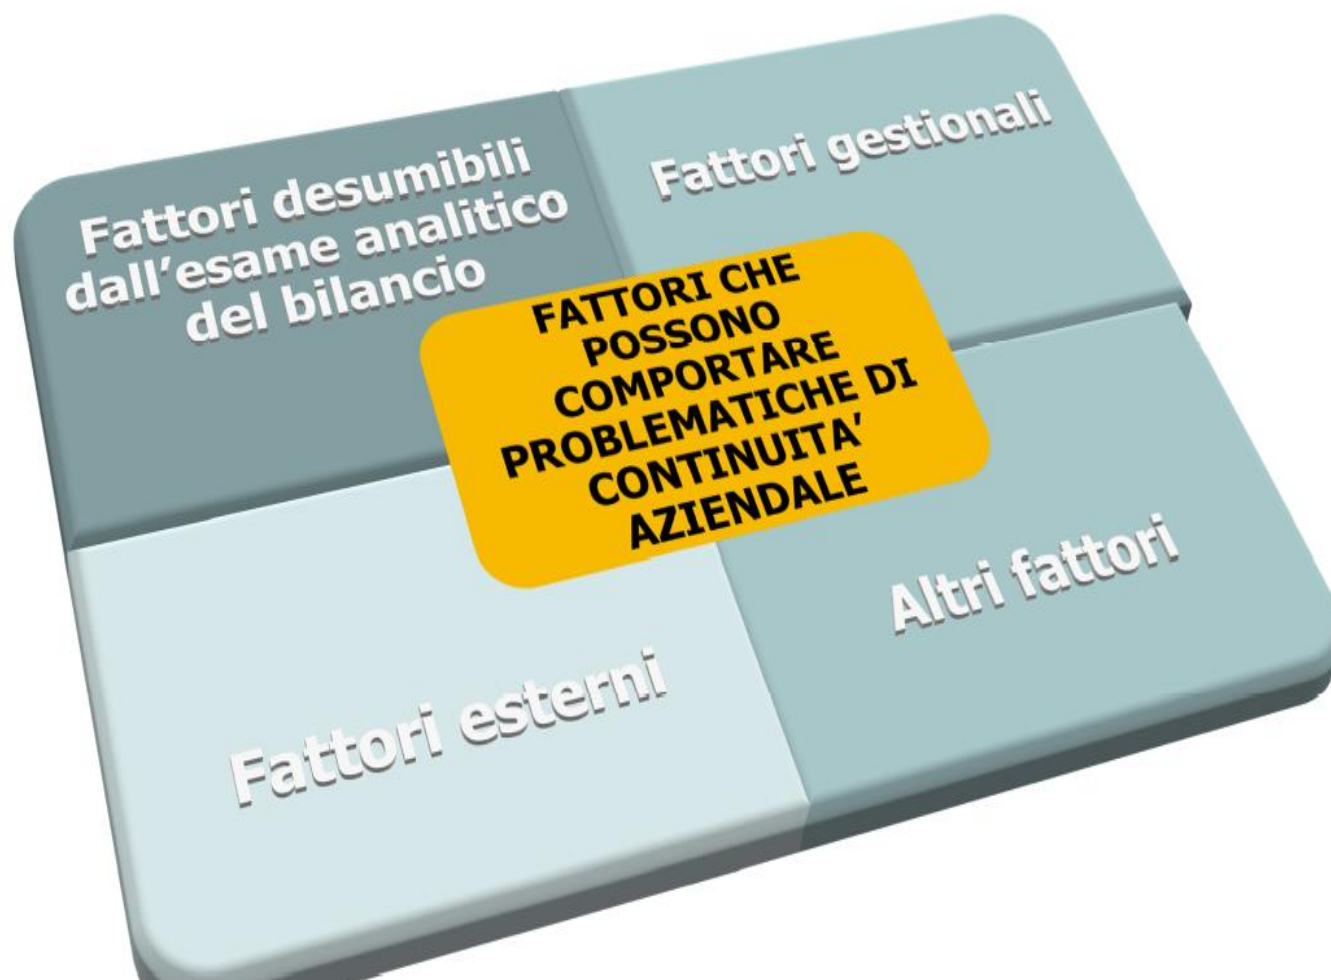 Fattori desumibili
dall'esame analitico
del bilancio
Fattori gestionali
FATTORI CHE
POSSONO
COMPORTARE
PROBLEMATICHE DI
CONTINUITA'
AZIENDALE
Fattori esterni
Altri fattori